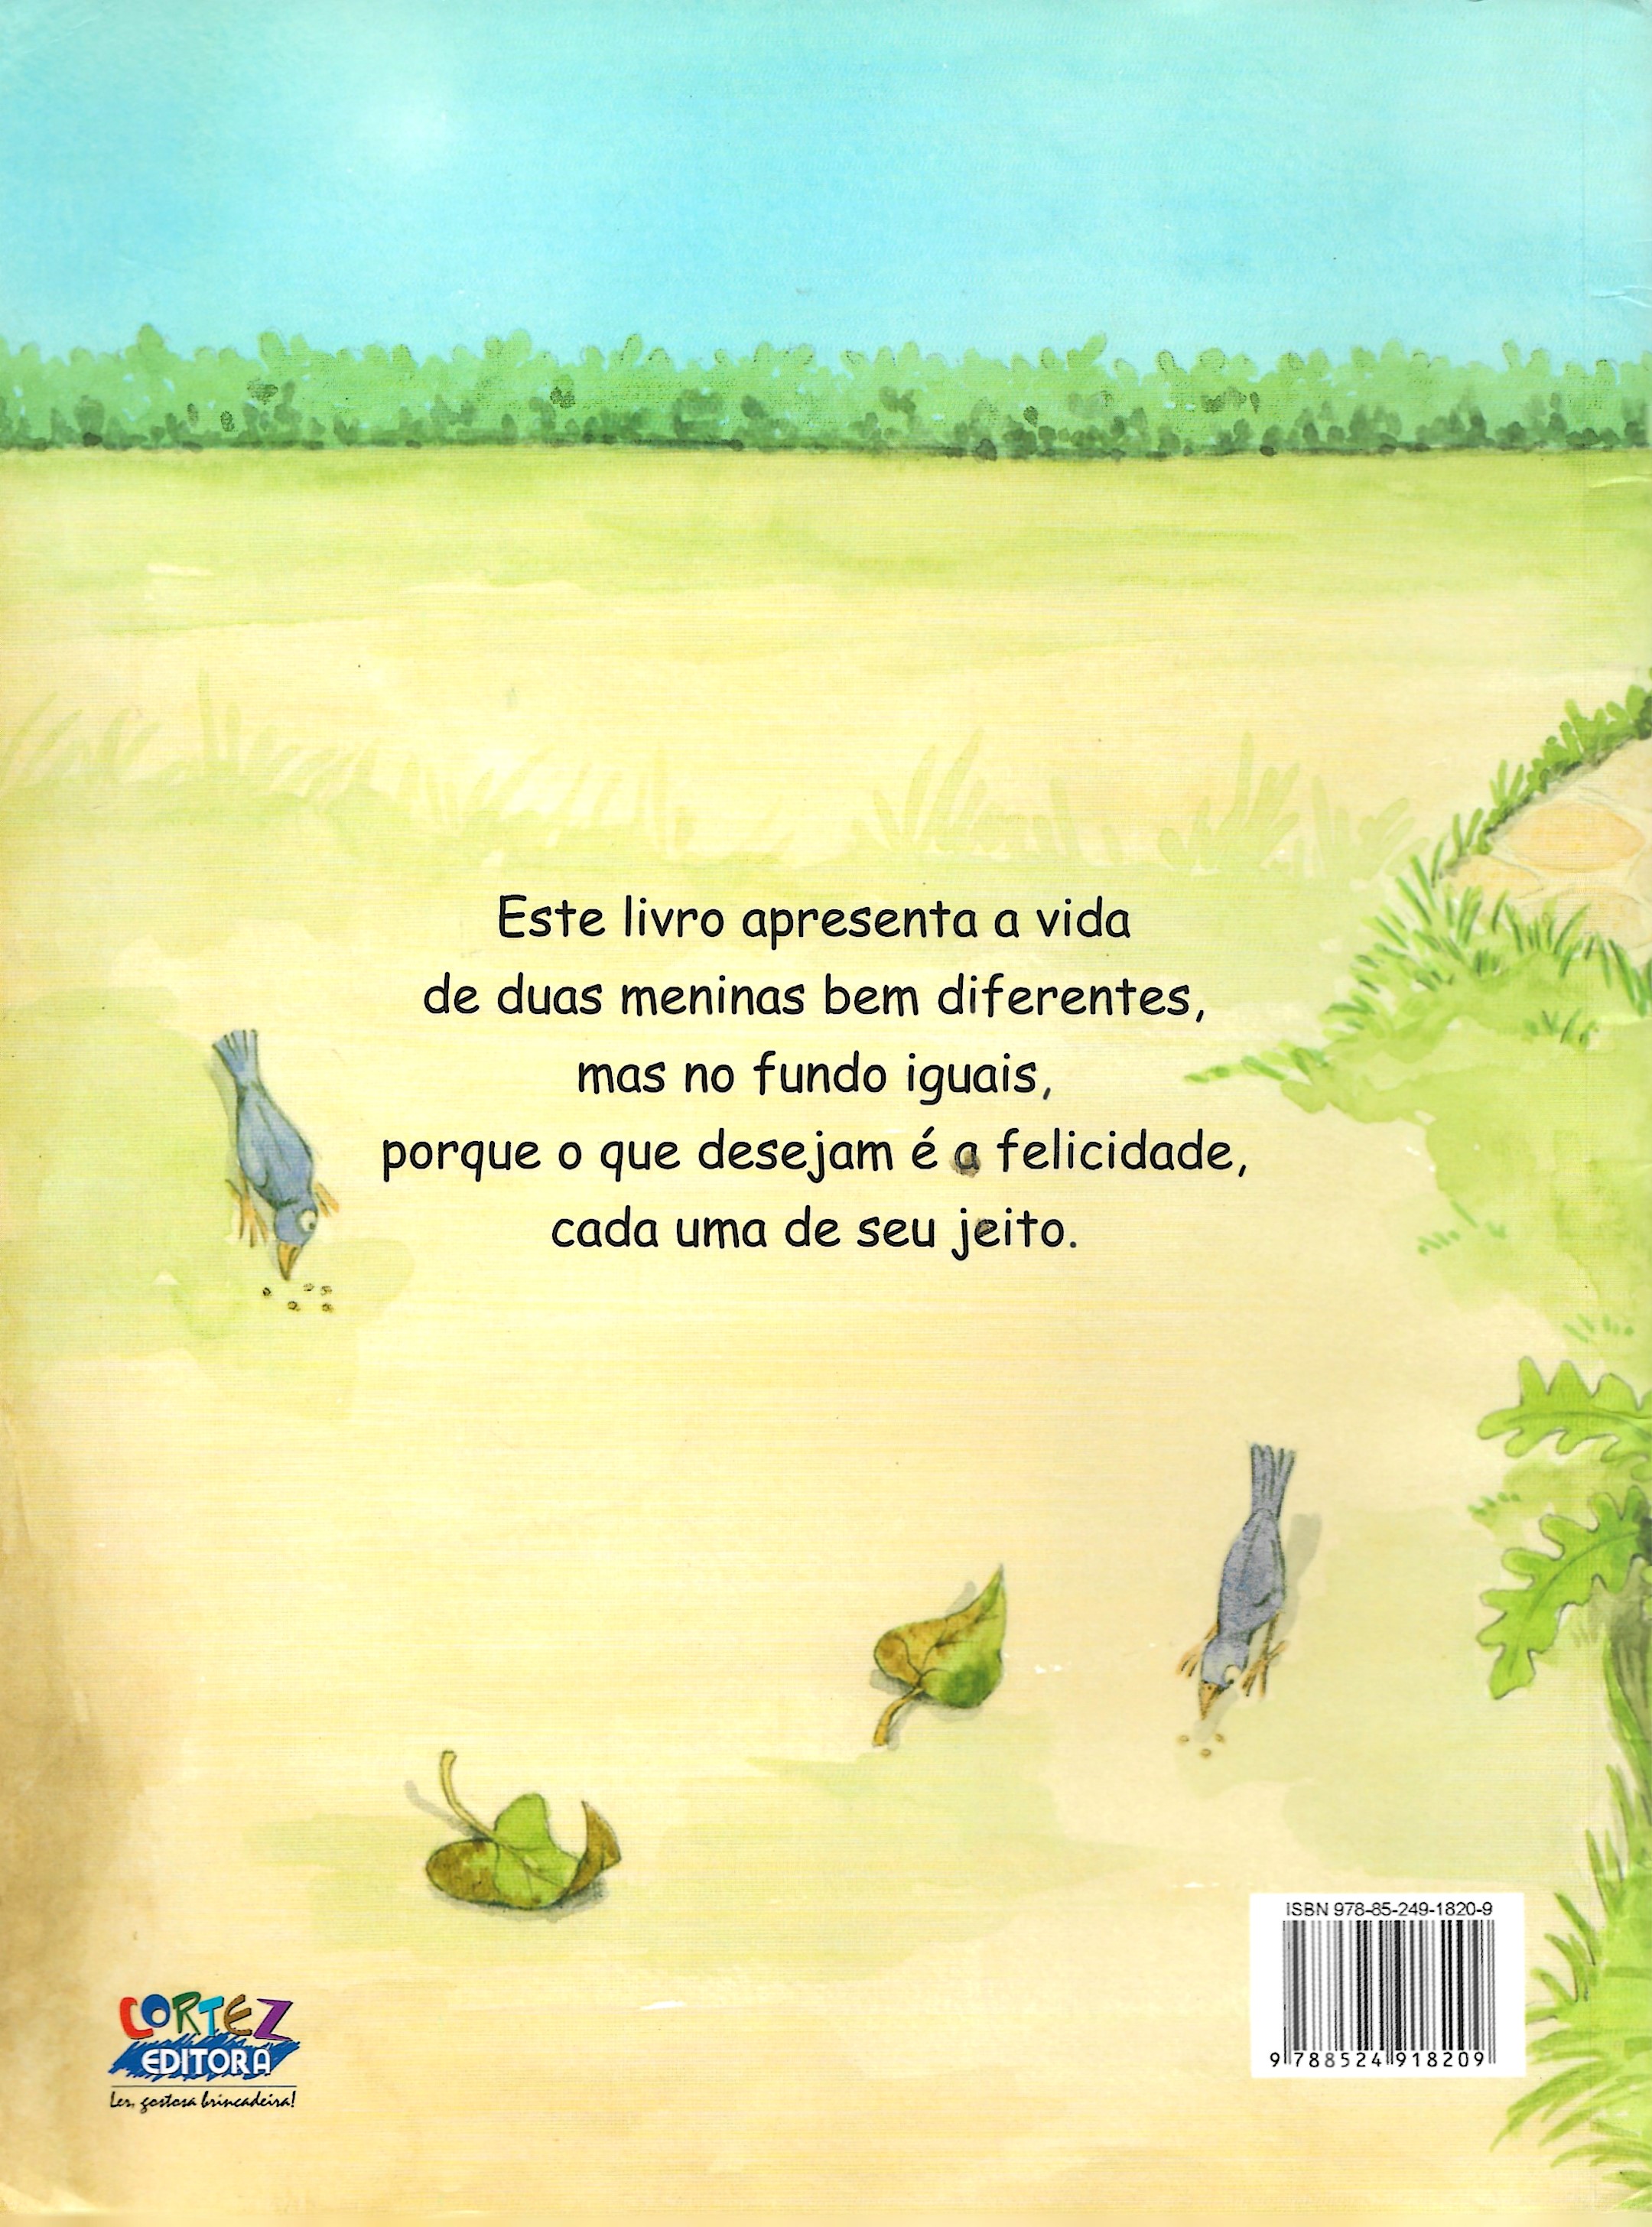 Este livro apresenta a vida
de duas meninas bem diferentes,
mas no fundo iguais,
porque o que desejam é a felicidade,
cada uma de seu jeito.
CORTEZ
EDITORA
Ler, gostosa brincadeira!
ISBN 978-85-249-1820-9
9 788524 918209